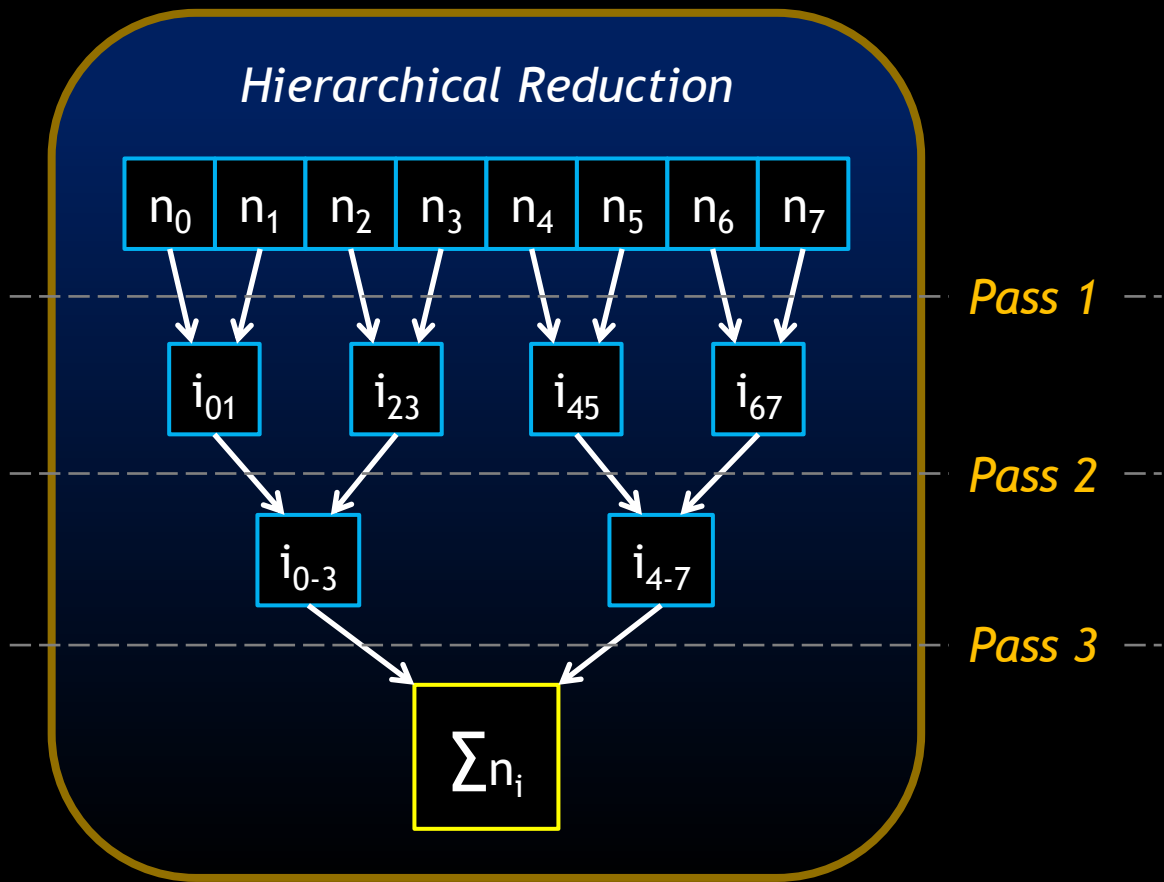 Hierarchical Reduction
n₀ n₁ n₂ n₃ n₄ n₅ n₆ n₇
Pass 1
i₀₁ i₂₃ i₄₅ i₆₇
Pass 2
i₀₋₃ i₄₋₇
Pass 3
∑nᵢ